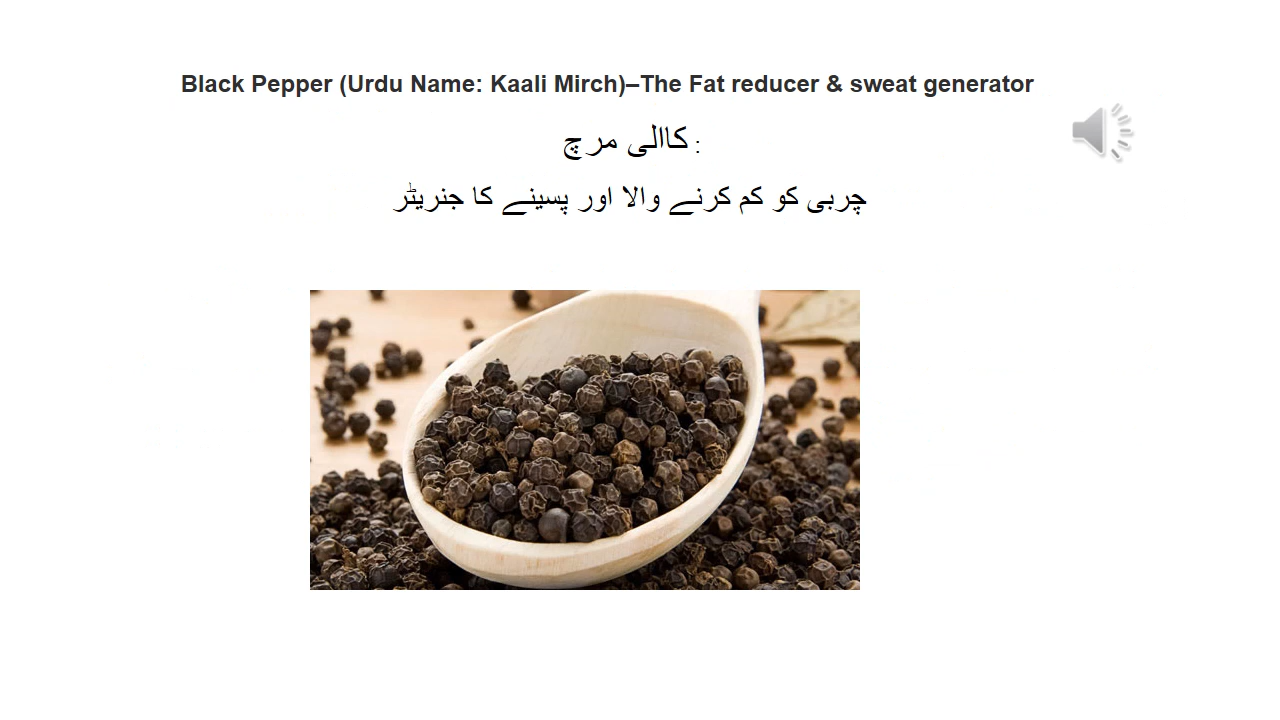 Black Pepper (Urdu Name: Kaali Mirch)–The Fat reducer & sweat generator
کاالی مرچ :
چربی کو کم کرنے والا اور پسینے کا جنریٹر